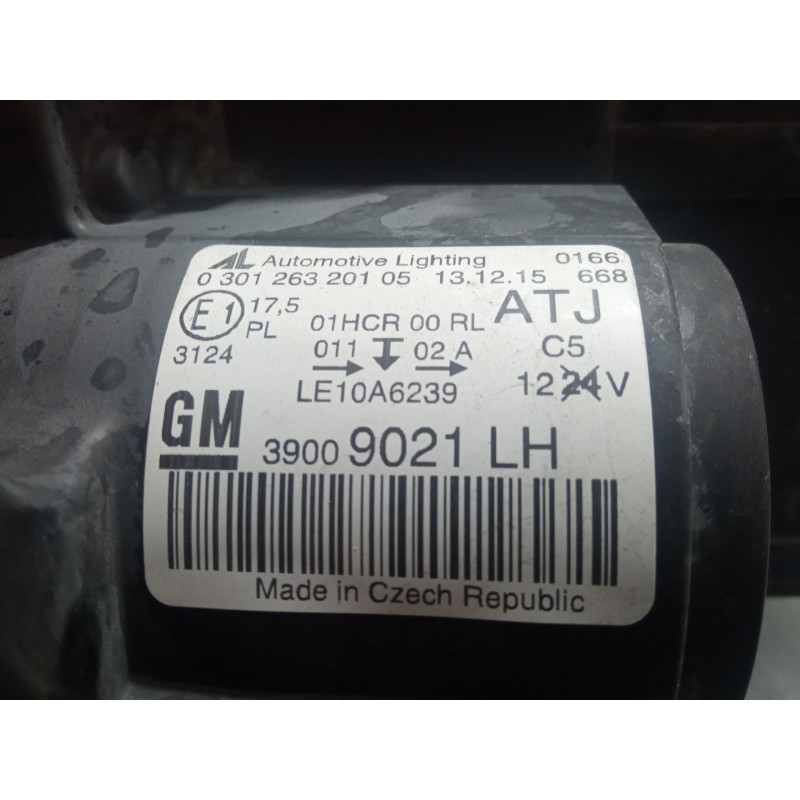 AL Automotive Lighting 0166
0 301 263 201 05 13.12.15 668
E1 17,5 01HCR 00 RL ATJ
PL
3124 011 02 A C5
LE10A6239 12 24 V
GM 3900 9021 LH
Made in Czech Republic